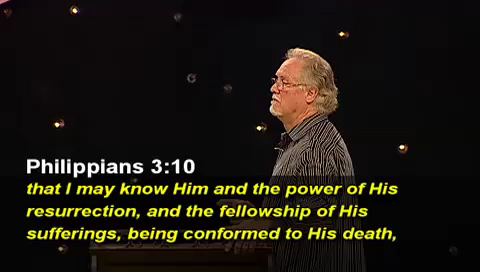 Philippians 3:10
that I may know Him and the power of His
resurrection, and the fellowship of His
sufferings, being conformed to His death,